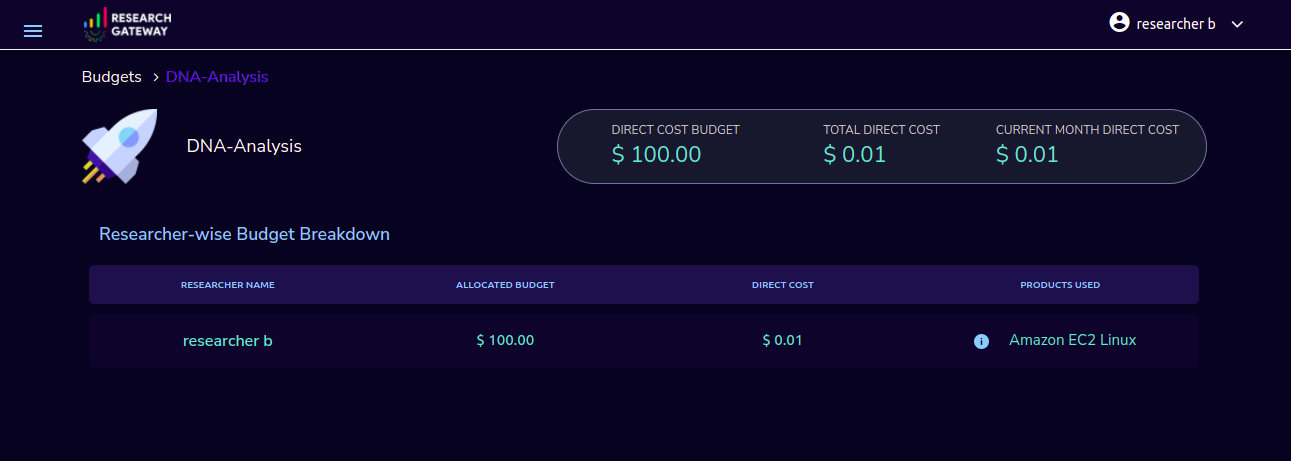 RESEARCH
GATEWAY
researcher b
Budgets > DNA-Analysis
DNA-Analysis
DIRECT COST BUDGET
$ 100.00
TOTAL DIRECT COST
$ 0.01
CURRENT MONTH DIRECT COST
$ 0.01
Researcher-wise Budget Breakdown
RESEARCHER NAME ALLOCATED BUDGET DIRECT COST PRODUCTS USED
researcher b $ 100.00 $ 0.01 i Amazon EC2 Linux